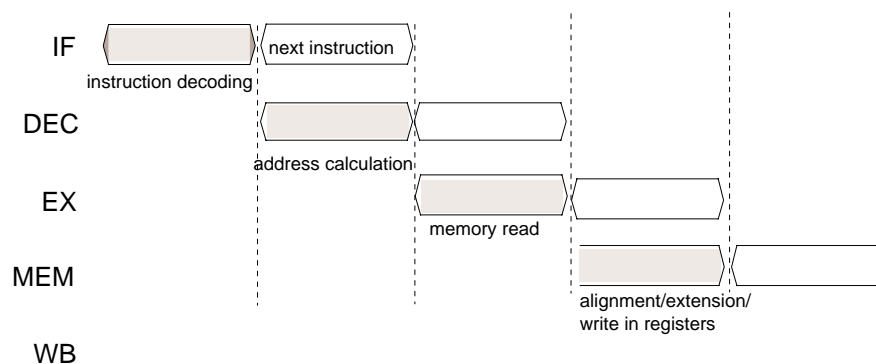 IF
next instruction
instruction decoding
DEC
address calculation
EX
memory read
MEM
alignment/extension/
write in registers
WB